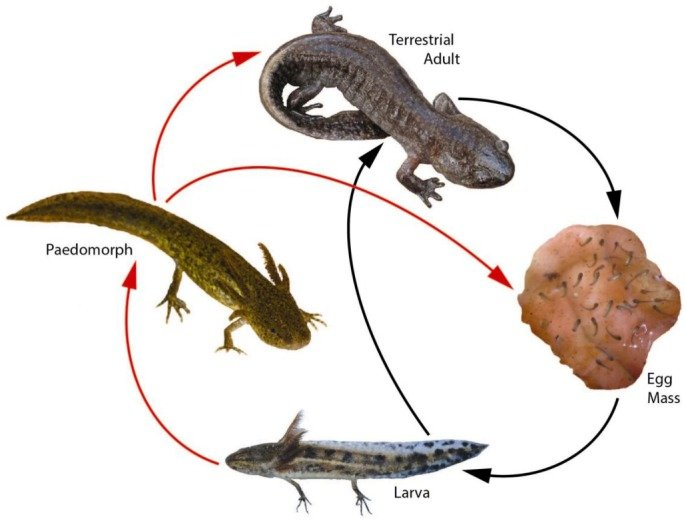 Terrestrial
Adult
Paedomorph
Egg
Mass
Larva